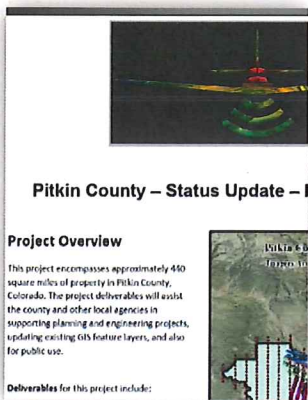 Pitkin County – Status Update –
Project Overview
This project encompasses approximately 440
square miles of property in Pitkin County,
Colorado. The project deliverables will assist
the county and other local agencies in
supporting planning and engineering projects,
updating existing GIS feature layers, and also
for public use.
Deliverables for this project include:
Pitkin